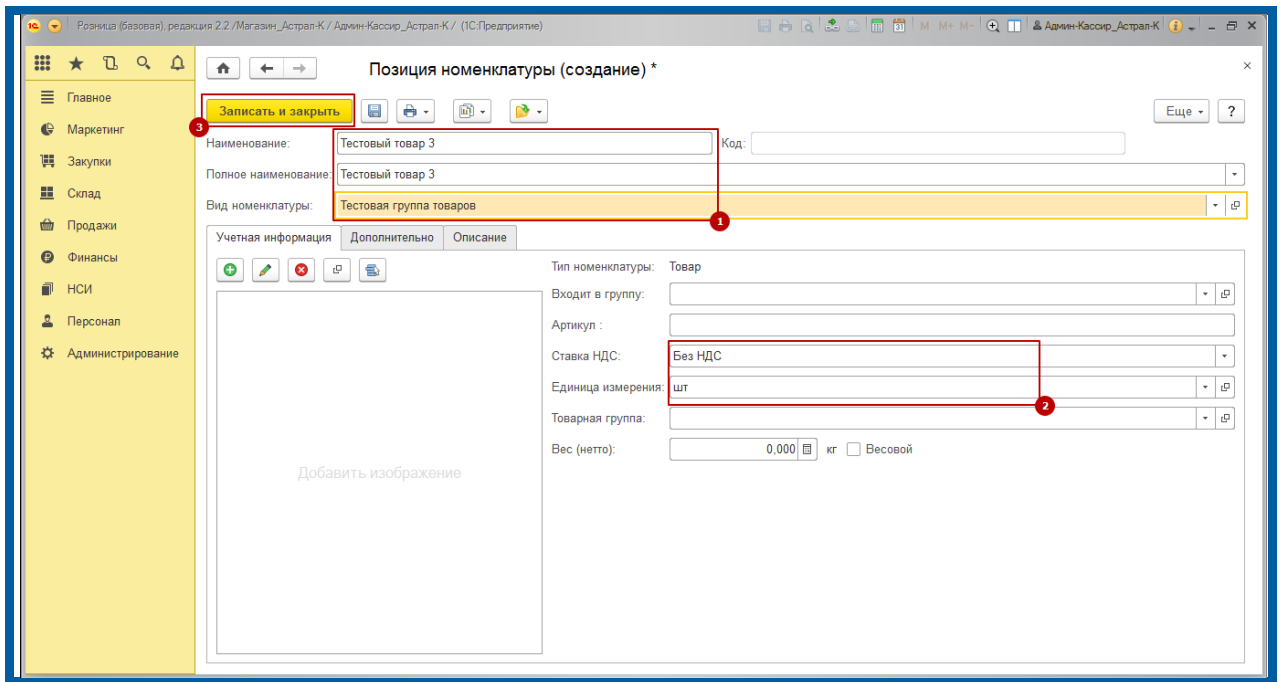 1С Розница (базовая), редакция 2.2 /Магазин_Астрал-К / Админ-Кассир_Астрал-К / (1С:Предприятие) 31 M M+ M- Админ-Кассир_Астрал-К
Позиция номенклатуры (создание) *
Главное
Маркетинг
Закупки
Склад
Продажи
Финансы
НСИ
Персонал
Администрирование
Записать и закрыть
Еще
?
3
Наименование: Тестовый товар 3 Код:
Полное наименование: Тестовый товар 3
Вид номенклатуры: Тестовая группа товаров
1
Учетная информация Дополнительно Описание
Добавить изображение
Тип номенклатуры: Товар
Входит в группу:
Артикул :
Ставка НДС: Без НДС
Единица измерения: шт
2
Товарная группа:
Вес (нетто): 0,000 кг Весовой